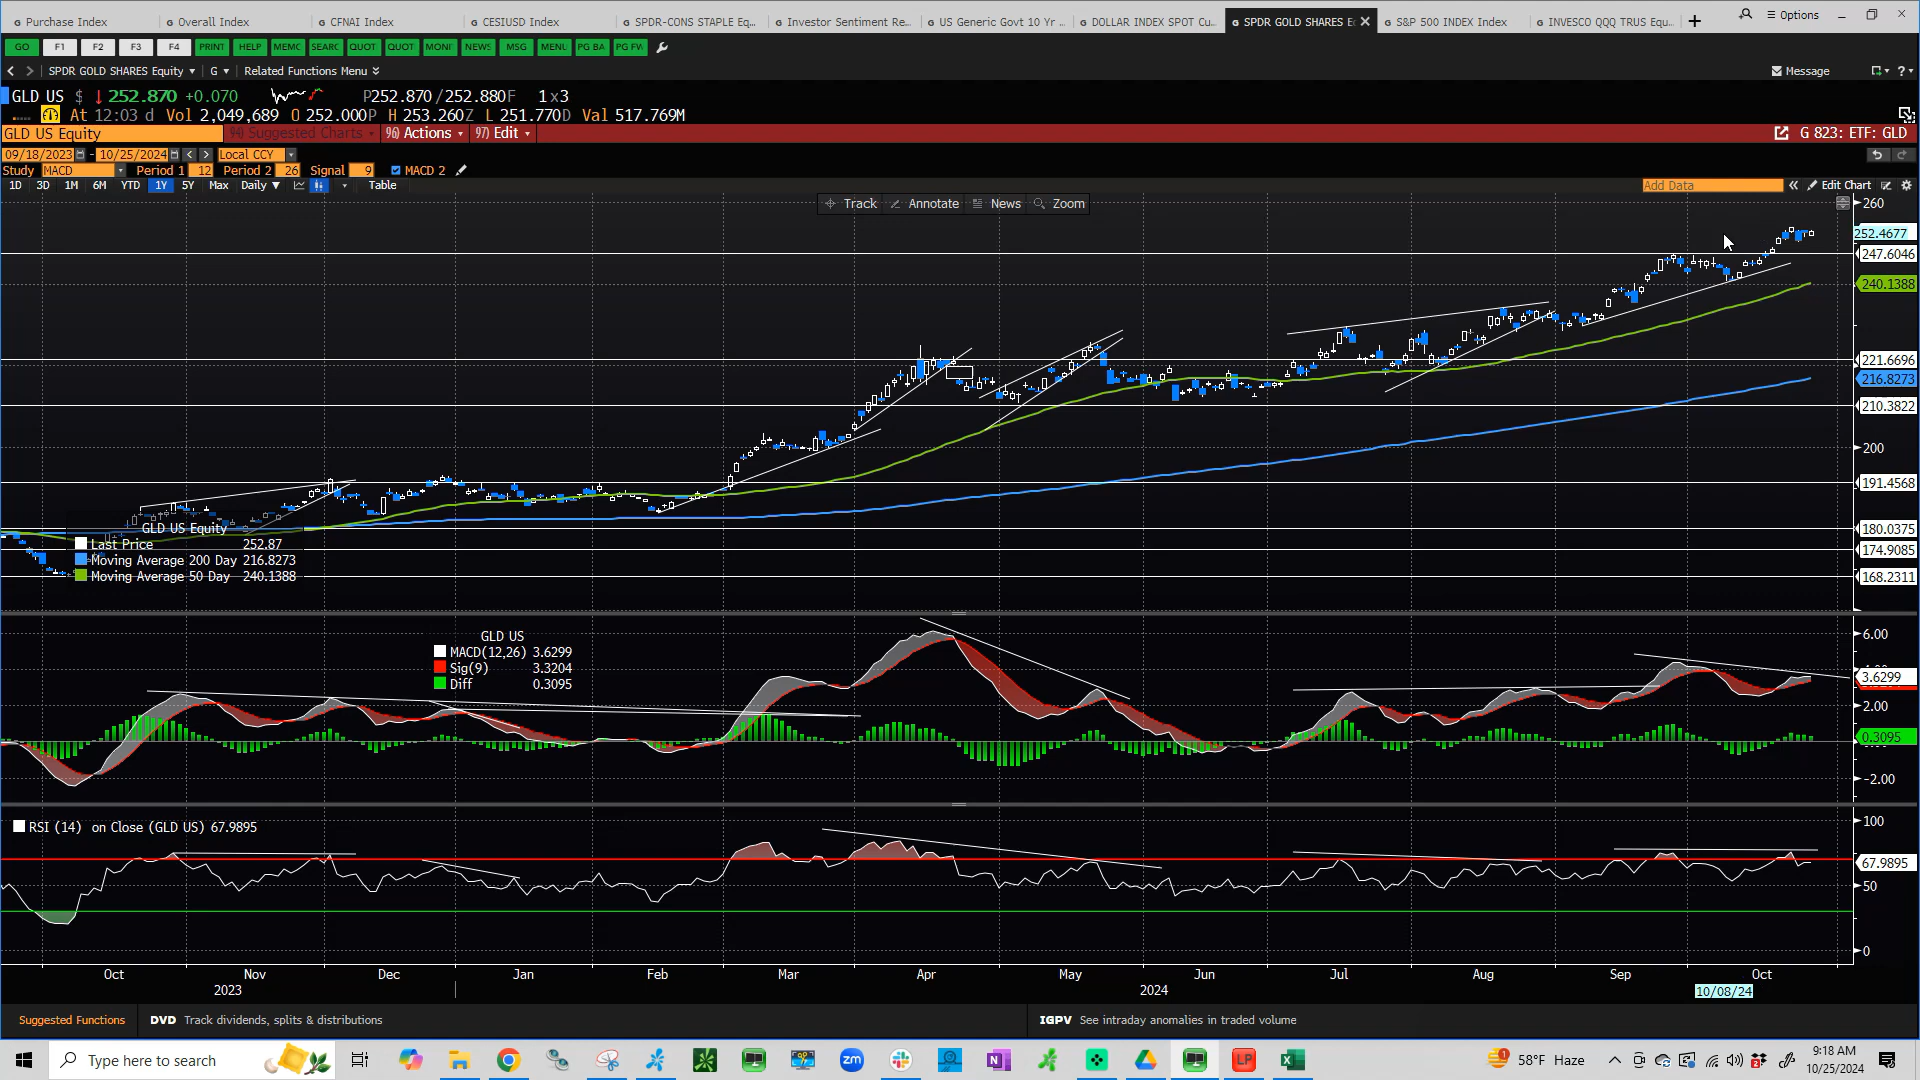 G Purchase Index G Overall Index G CFNAI Index G CESIUSD Index G SPDR-CONS STAPLE Eq... G Investor Sentiment Re... G US Generic Govt 10 Yr ... G DOLLAR INDEX SPOT Cu... G SPDR GOLD SHARES E G S&P 500 INDEX Index G INVESCO QQQ TRUS Equ... Options
GO F1 F2 F3 F4 PRINT HELP MEMC SEARC QUOT QUOT MONI NEWS MSG MENU PG BA PG FW
SPDR GOLD SHARES Equity G Related Functions Menu Message ?
GLD US $ ↓252.870 +0.070 P252.870/252.880F 1x3
At 12:03 d Vol 2,049,689 O 252.000P H 253.260Z L 251.770D Val 517.769M
GLD US Equity 94) Suggested Charts 96) Actions 97) Edit G 823: ETF: GLD
09/18/2023 - 10/25/2024 Local CCY
Study MACD Period 1 12 Period 2 26 Signal 9 MACD 2
1D 3D 1M 6M YTD 1Y 5Y Max Daily Table Add Data Edit Chart
Track Annotate News Zoom
260
252.4677
247.6046
240.1388
221.6696
216.8273
210.3822
200
191.4568
180.0375
174.9085
168.2311
GLD US Equity
Last Price 252.87
Moving Average 200 Day 216.8273
Moving Average 50 Day 240.1388
GLD US
MACD(12,26) 3.6299
Sig(9) 3.3204
Diff 0.3095
6.00
3.6299
2.00
0.3095
-2.00
RSI (14) on Close (GLD US) 67.9895
100
67.9895
50
0
Oct Nov Dec Jan Feb Mar Apr May Jun Jul Aug Sep Oct
2023 2024 10/08/24
Suggested Functions DVD Track dividends, splits & distributions IGPV See intraday anomalies in traded volume
Type here to search
58°F Haze
9:18 AM
10/25/2024